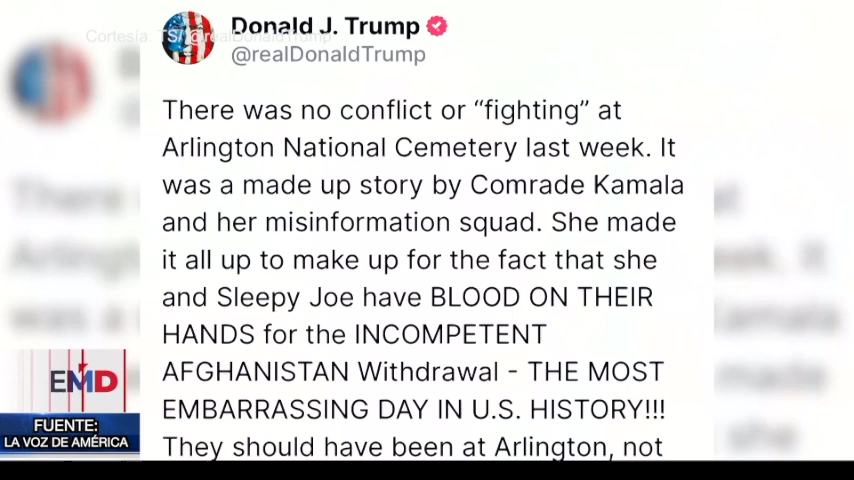 Donald J. Trump
Cortesía: TS/ @realDonaldTrump
@realDonaldTrump
There was no conflict or “fighting” at
Arlington National Cemetery last week. It
was a made up story by Comrade Kamala
and her misinformation squad. She made
it all up to make up for the fact that she
and Sleepy Joe have BLOOD ON THEIR
HANDS for the INCOMPETENT
AFGHANISTAN Withdrawal - THE MOST
EMBARRASSING DAY IN U.S. HISTORY!!!
They should have been at Arlington, not
EMD
FUENTE:
LA VOZ DE AMÉRICA